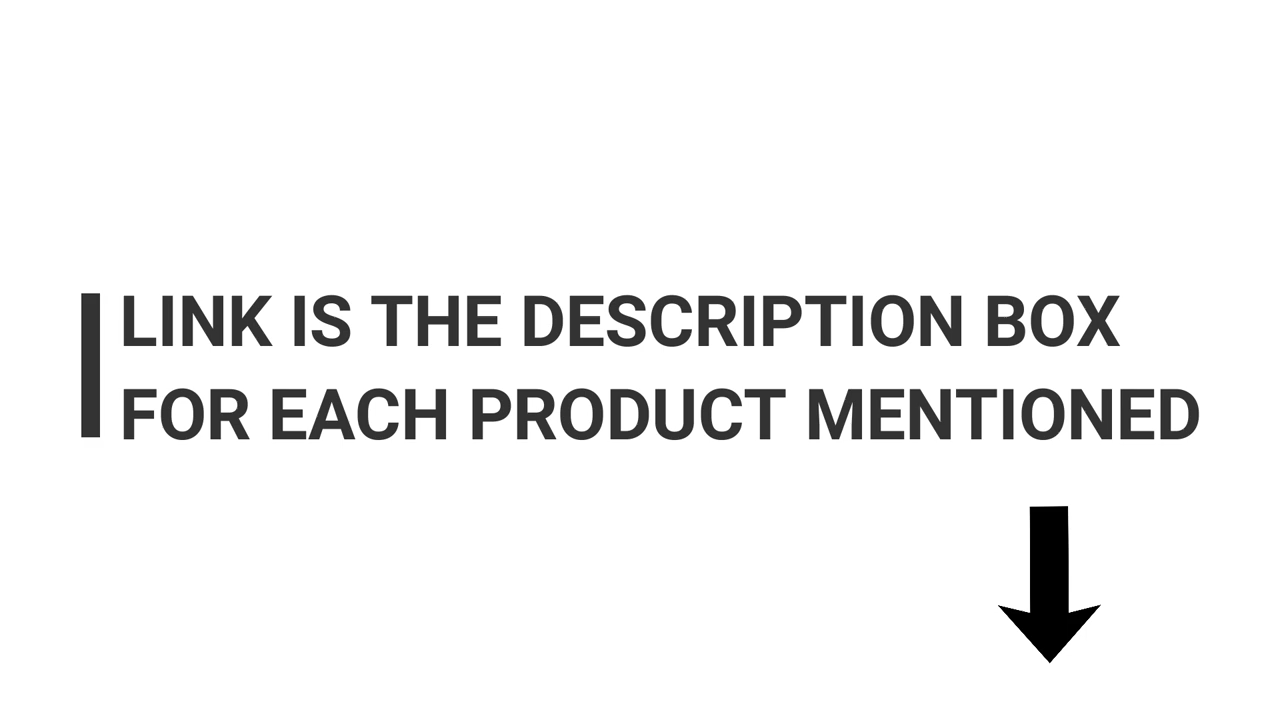 LINK IS THE DESCRIPTION BOX
FOR EACH PRODUCT MENTIONED